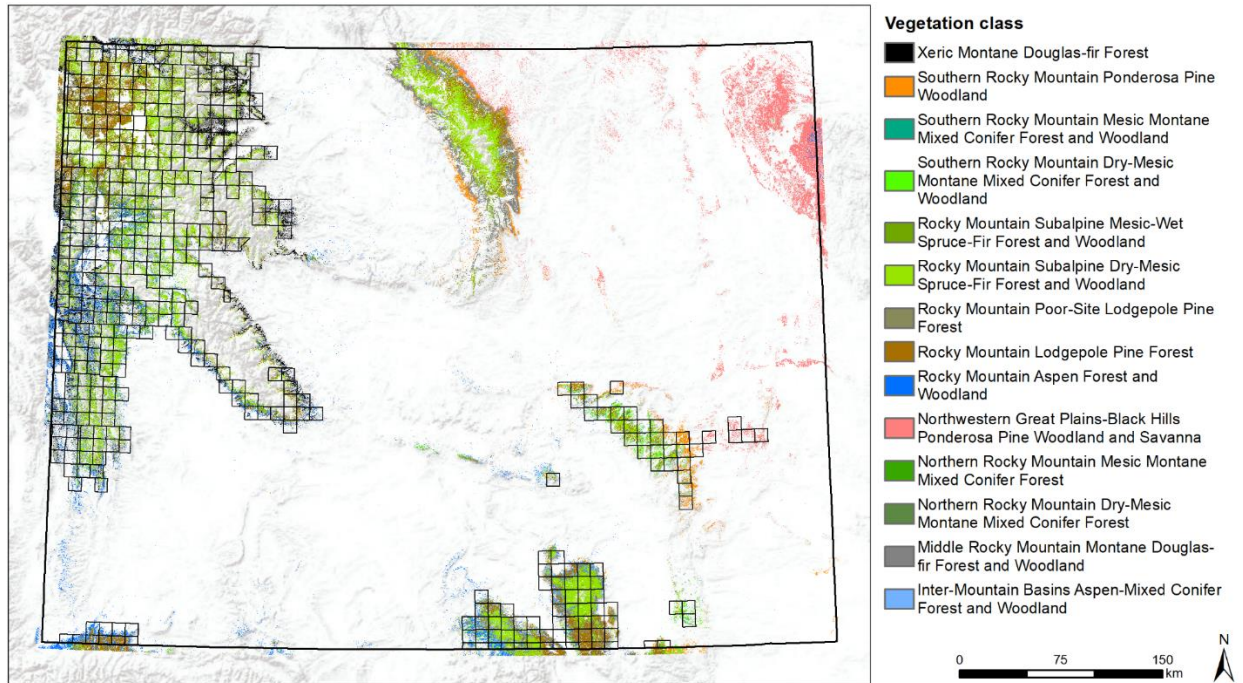 Vegetation class
Xeric Montane Douglas-fir Forest
Southern Rocky Mountain Ponderosa Pine
Woodland
Southern Rocky Mountain Mesic Montane
Mixed Conifer Forest and Woodland
Southern Rocky Mountain Dry-Mesic
Montane Mixed Conifer Forest and
Woodland
Rocky Mountain Subalpine Mesic-Wet
Spruce-Fir Forest and Woodland
Rocky Mountain Subalpine Dry-Mesic
Spruce-Fir Forest and Woodland
Rocky Mountain Poor-Site Lodgepole Pine
Forest
Rocky Mountain Lodgepole Pine Forest
Rocky Mountain Aspen Forest and
Woodland
Northwestern Great Plains-Black Hills
Ponderosa Pine Woodland and Savanna
Northern Rocky Mountain Mesic Montane
Mixed Conifer Forest
Northern Rocky Mountain Dry-Mesic
Montane Mixed Conifer Forest
Middle Rocky Mountain Montane Douglas-
fir Forest and Woodland
Inter-Mountain Basins Aspen-Mixed Conifer
Forest and Woodland
N
0 75 150
km